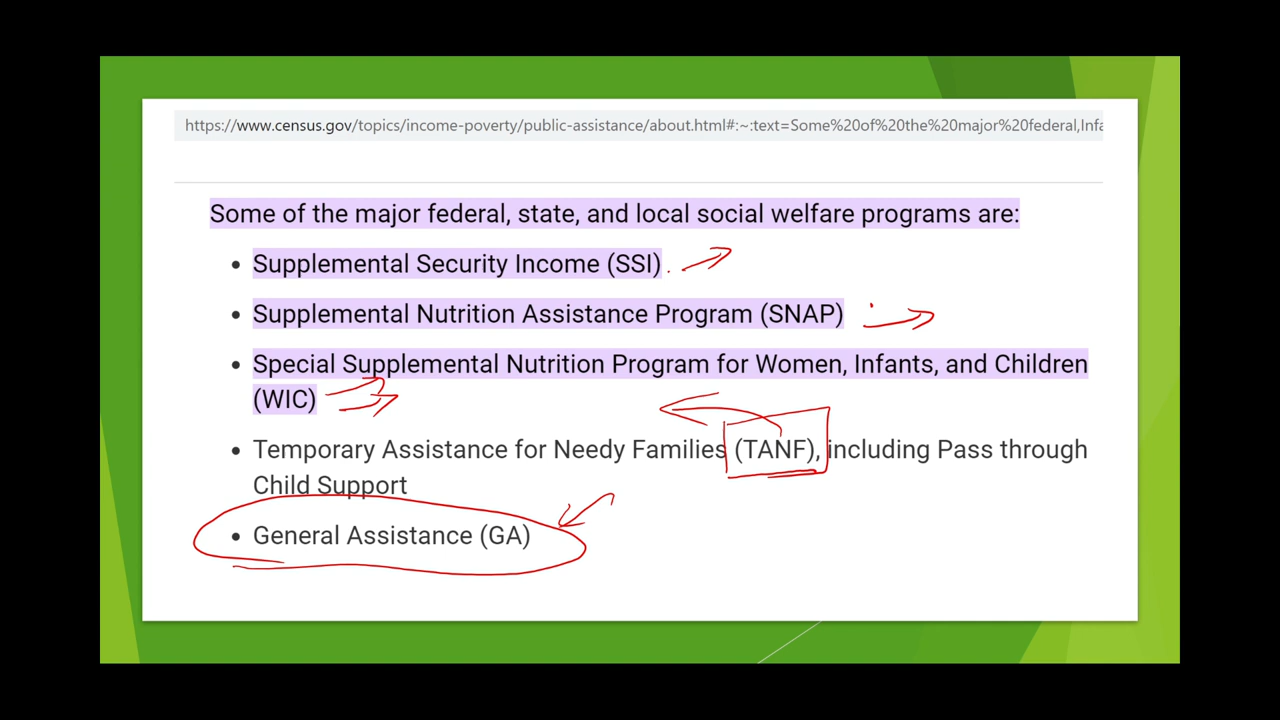 https://www.census.gov/topics/income-poverty/public-assistance/about.html#:~:text=Some%20of%20the%20major%20federal,Infa
Some of the major federal, state, and local social welfare programs are:
• Supplemental Security Income (SSI)
• Supplemental Nutrition Assistance Program (SNAP)
• Special Supplemental Nutrition Program for Women, Infants, and Children
(WIC)
• Temporary Assistance for Needy Families (TANF), including Pass through
Child Support
• General Assistance (GA)